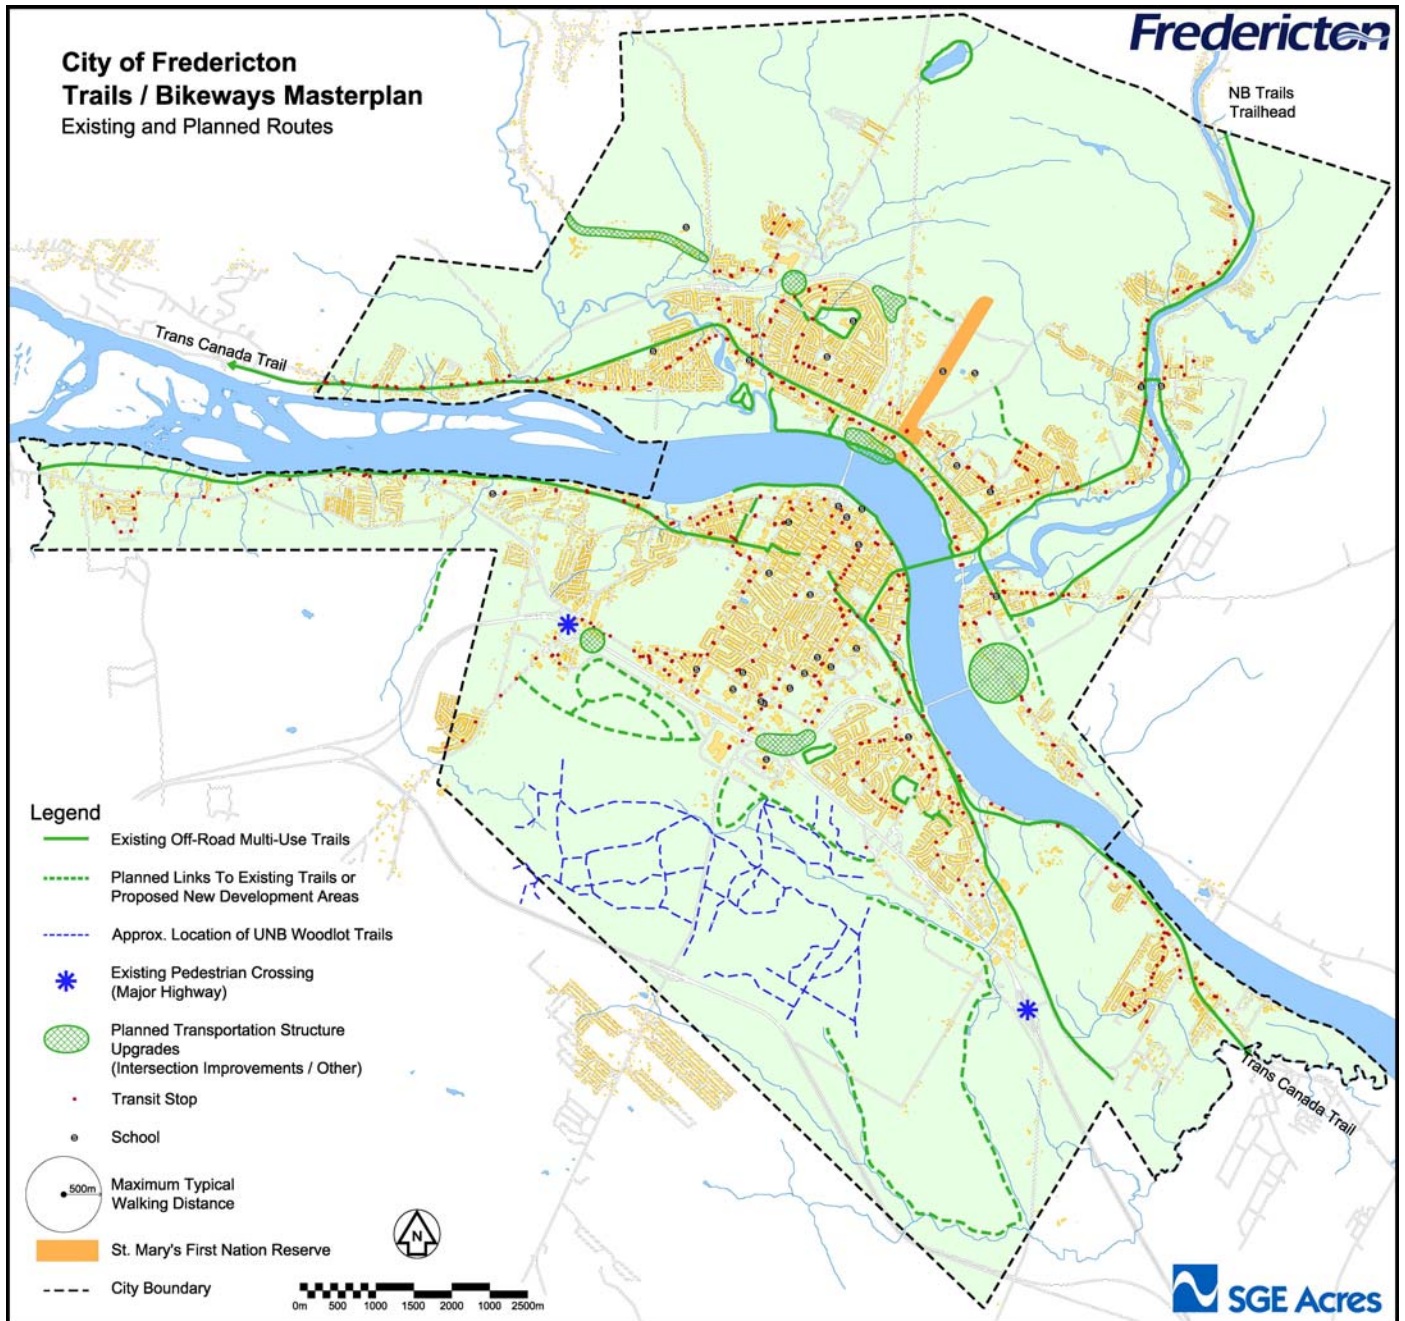 City of Fredericton
Trails / Bikeways Masterplan
Existing and Planned Routes
Fredericton
NB Trails
Trailhead
Trans Canada Trail
Legend
Existing Off-Road Multi-Use Trails
Planned Links To Existing Trails or
Proposed New Development Areas
Approx. Location of UNB Woodlot Trails
Existing Pedestrian Crossing
(Major Highway)
Planned Transportation Structure
Upgrades
(Intersection Improvements / Other)
Transit Stop
School
500m
Maximum Typical
Walking Distance
St. Mary's First Nation Reserve
City Boundary
N
0m 500 1000 1500 2000 1000 2500m
Trans Canada Trail
SGE Acres